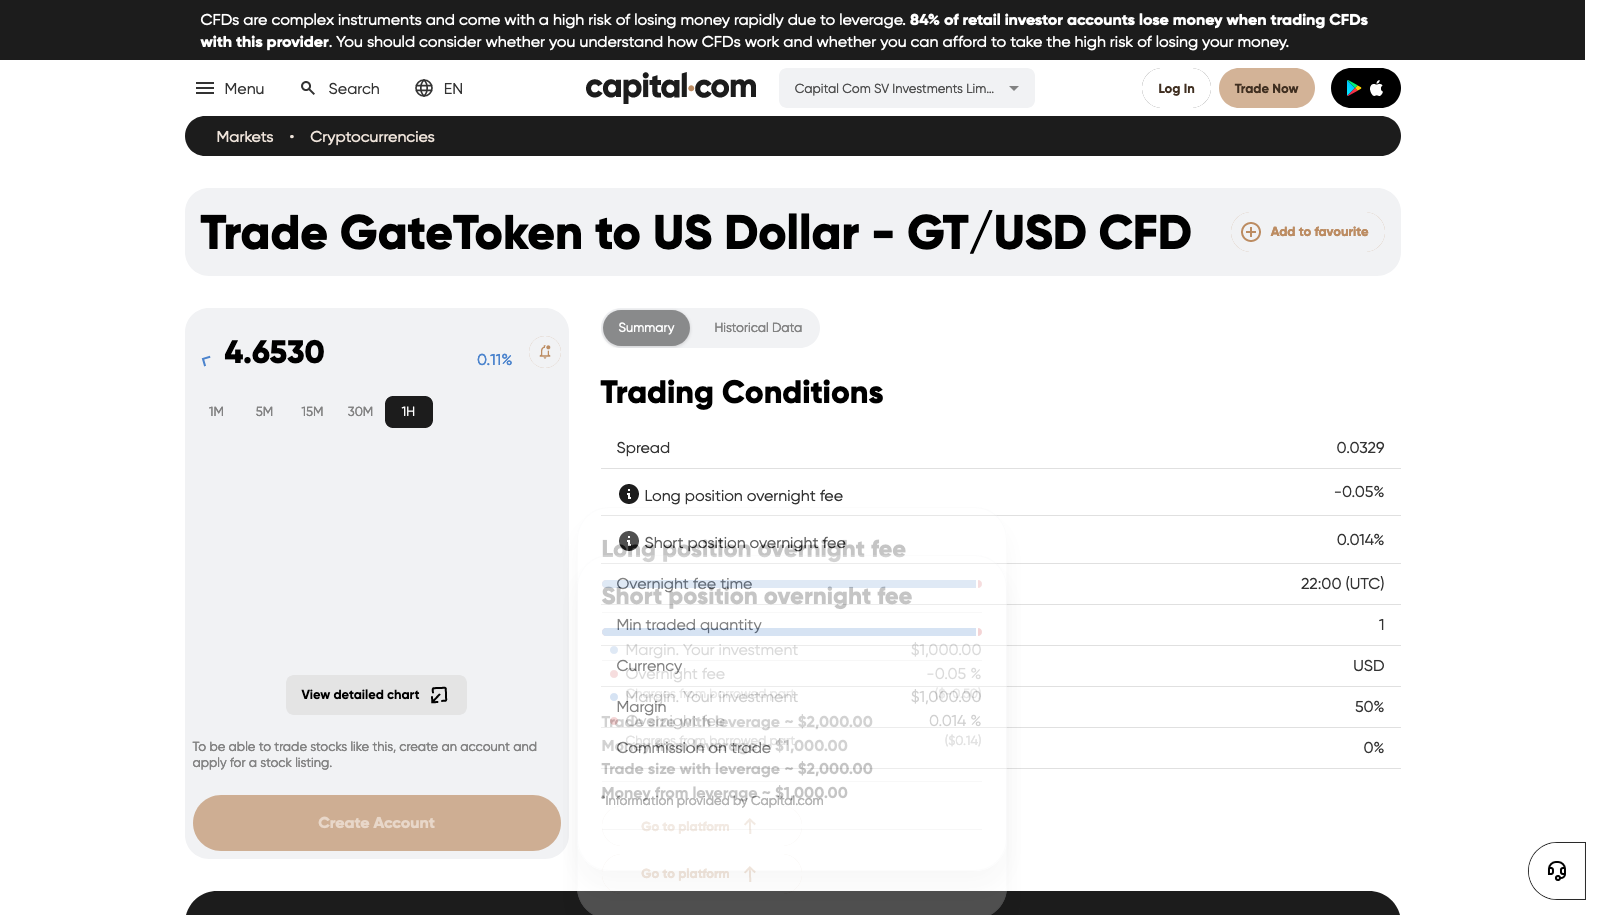 CFDs are complex instruments and come with a high risk of losing money rapidly due to leverage. 84% of retail investor accounts lose money when trading CFDs
with this provider. You should consider whether you understand how CFDs work and whether you can afford to take the high risk of losing your money.
Menu
Search
EN
capital.com
Capital Com SV Investments Lim...
Log In
Trade Now
Markets • Cryptocurrencies
Trade GateToken to US Dollar - GT/USD CFD
Add to favourite
4.6530
0.11%
1M 5M 15M 30M 1H
View detailed chart
To be able to trade stocks like this, create an account and
apply for a stock listing.
Create Account
Summary
Historical Data
Trading Conditions
Spread 0.0329
Long position overnight fee -0.05%
Short position overnight fee 0.014%
Overnight fee time 22:00 (UTC)
Min traded quantity 1
Currency USD
Margin 50%
Commission on trade 0%
*Information provided by Capital.com
Long position overnight fee
Margin. Your investment $1,000.00
Overnight fee -0.05 %
Trade size with leverage ~ $2,000.00
Go to platform
Short position overnight fee
Margin. Your investment $1,000.00
Overnight fee 0.014 %
Charges from borrowed part ($0.14)
Trade size with leverage ~ $2,000.00
Money from leverage ~ $1,000.00
Go to platform